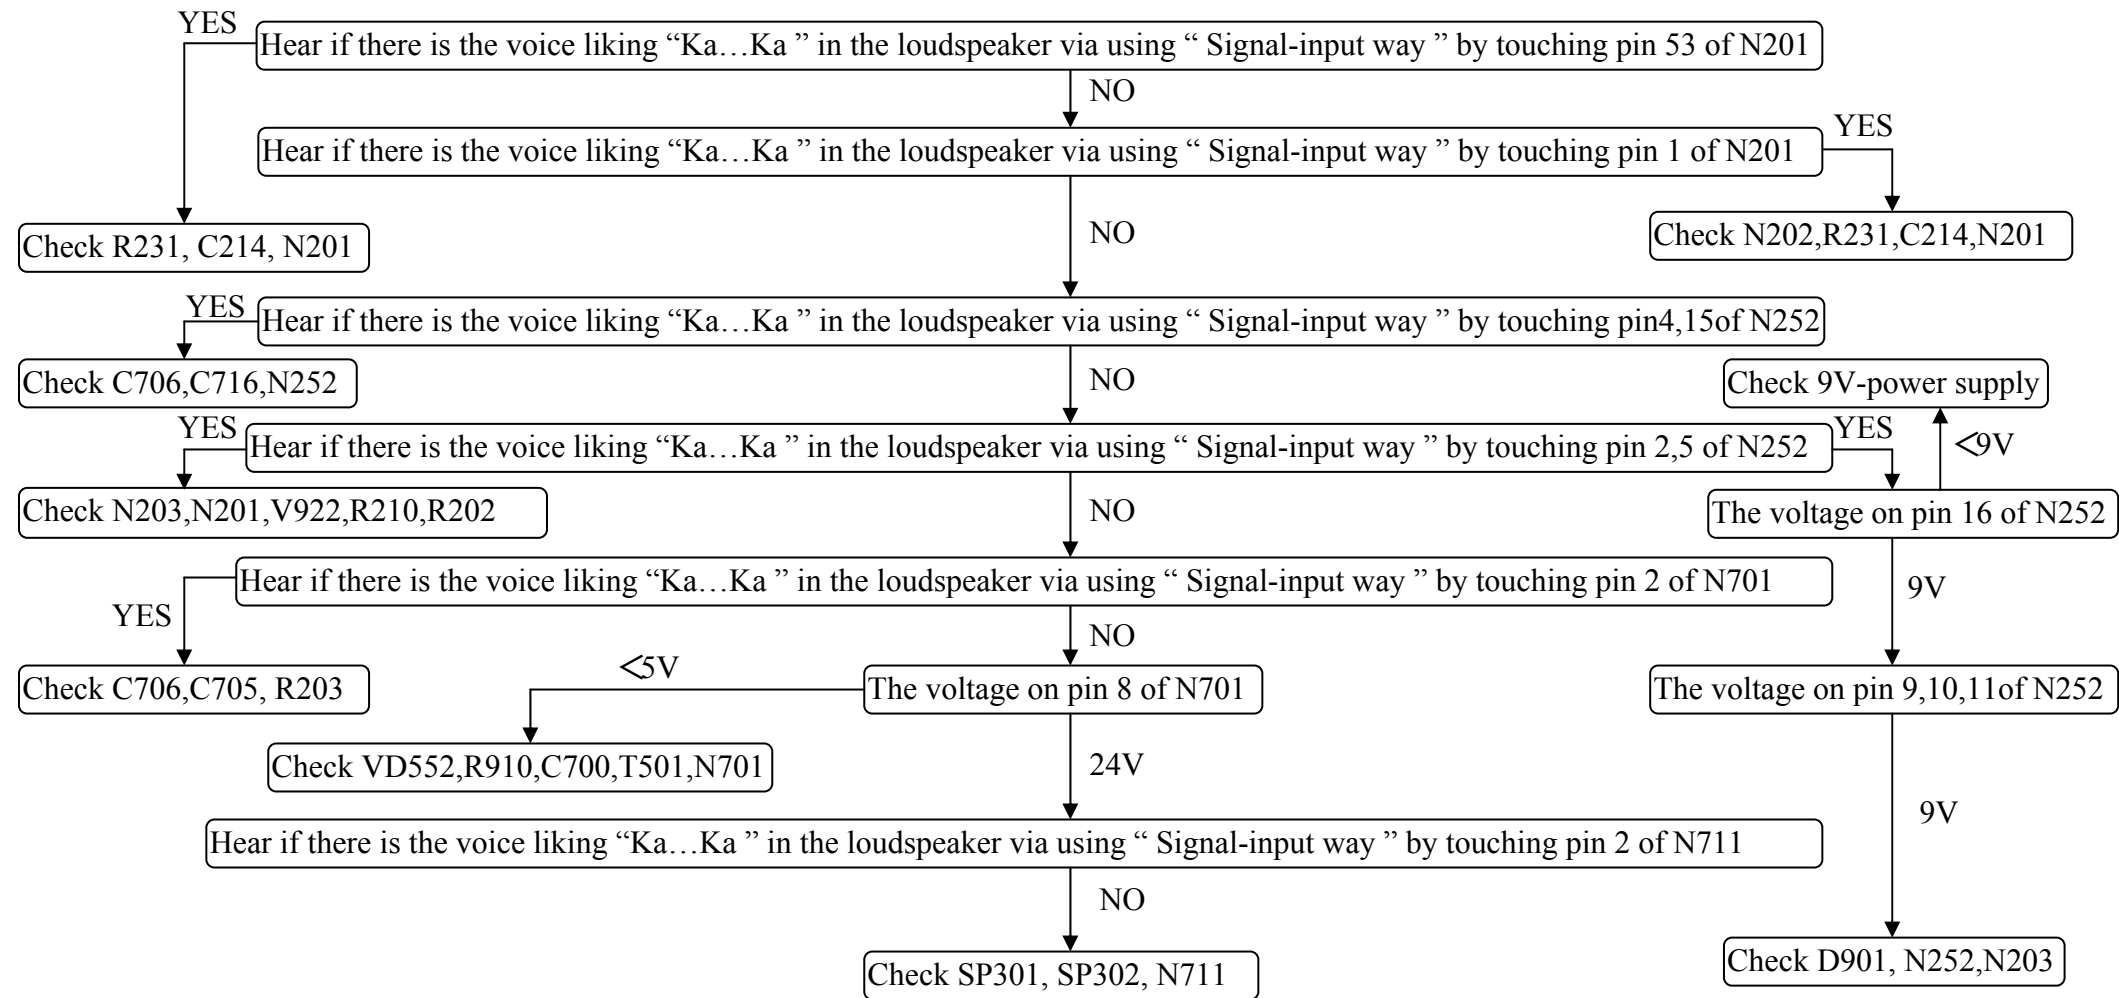 YES
Hear if there is the voice liking “Ka…Ka ” in the loudspeaker via using “ Signal-input way ” by touching pin 53 of N201
NO
Hear if there is the voice liking “Ka…Ka ” in the loudspeaker via using “ Signal-input way ” by touching pin 1 of N201
YES
NO
Check R231, C214, N201
Check N202,R231,C214,N201
YES
Hear if there is the voice liking “Ka…Ka ” in the loudspeaker via using “ Signal-input way ” by touching pin4,15of N252
Check C706,C716,N252
NO
Check 9V-power supply
YES
Hear if there is the voice liking “Ka…Ka ” in the loudspeaker via using “ Signal-input way ” by touching pin 2,5 of N252
YES
<9V
Check N203,N201,V922,R210,R202
NO
The voltage on pin 16 of N252
Hear if there is the voice liking “Ka…Ka ” in the loudspeaker via using “ Signal-input way ” by touching pin 2 of N701
9V
YES
NO
<5V
Check C706,C705, R203
The voltage on pin 8 of N701
The voltage on pin 9,10,11of N252
Check VD552,R910,C700,T501,N701
24V
9V
Hear if there is the voice liking “Ka…Ka ” in the loudspeaker via using “ Signal-input way ” by touching pin 2 of N711
NO
Check SP301, SP302, N711
Check D901, N252,N203